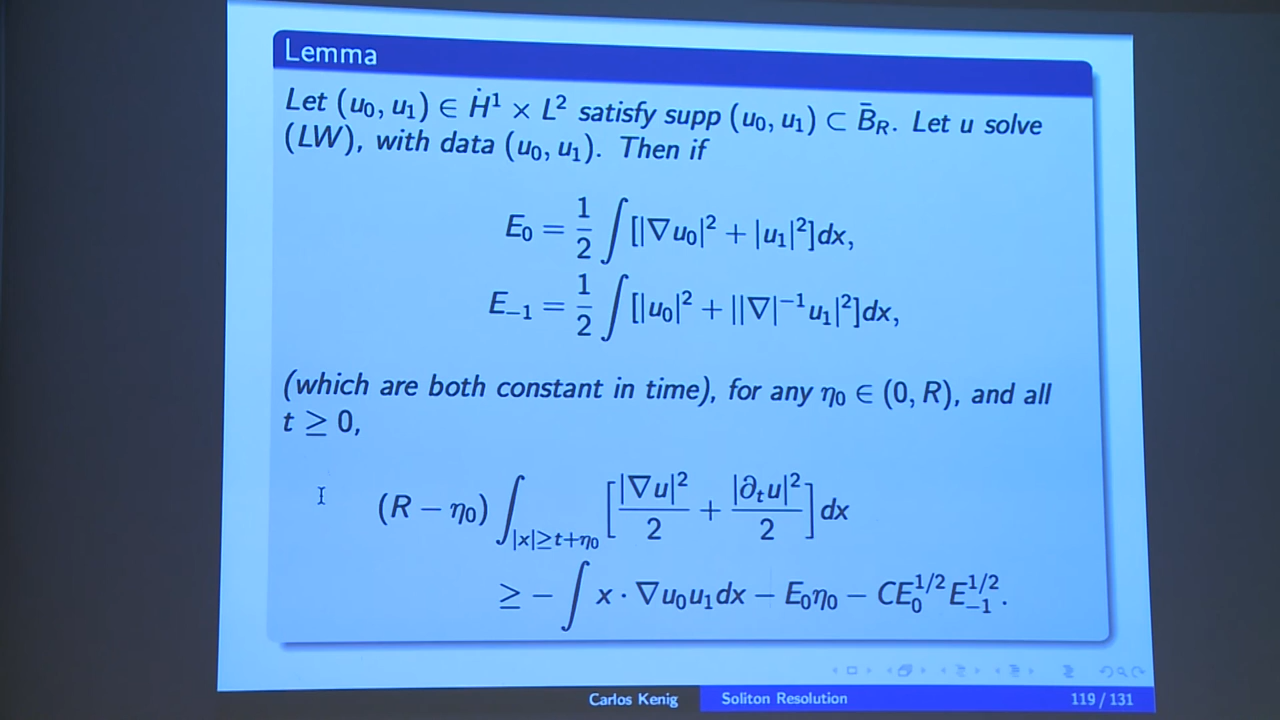 Lemma
Let (u₀, u₁) ∈ Ḣ¹ × L² satisfy supp (u₀, u₁) ⊂ B̄_R. Let u solve
(LW), with data (u₀, u₁). Then if
E₀ = 1/2 ∫ [|∇u₀|² + |u₁|²]dx,
E₋₁ = 1/2 ∫ [|u₀|² + ||∇|⁻¹u₁|²]dx,
(which are both constant in time), for any η₀ ∈ (0, R), and all
t ≥ 0,
(R − η₀) ∫_{|x|≥t+η₀} [|∇u|²/2 + |∂ₜu|²/2] dx
≥ − ∫ x · ∇u₀u₁dx − E₀η₀ − CE₀^{1/2}E₋₁^{1/2}.
Carlos Kenig Soliton Resolution 119 / 131